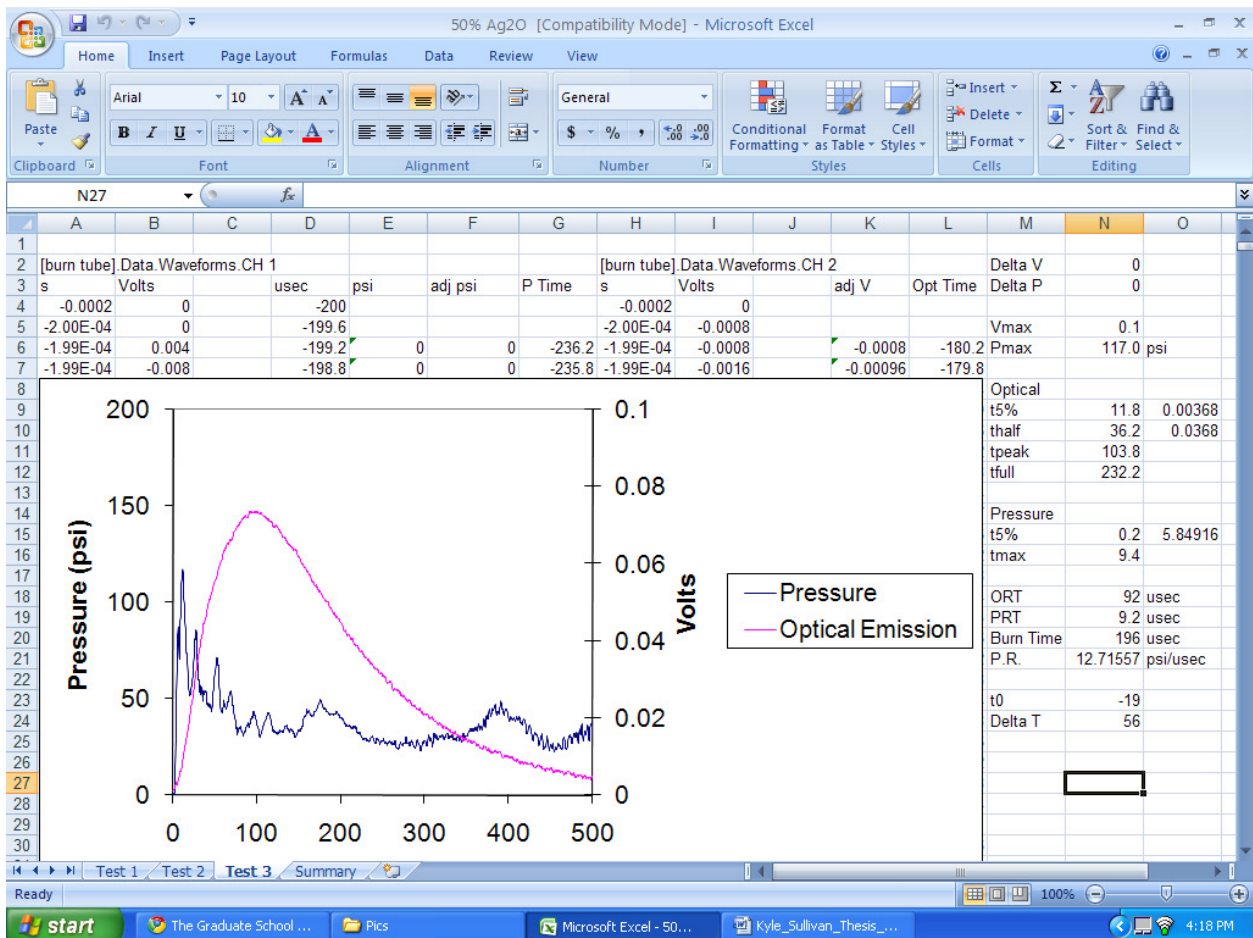 50% Ag2O [Compatibility Mode] - Microsoft Excel
Home Insert Page Layout Formulas Data Review View
Paste
Arial 10 A A General
B I U A $ % , .00 .00
Conditional Formatting Format as Table Cell Styles
Insert
Delete
Format
Σ
Sort & Filter Find & Select
Clipboard Font Alignment Number Styles Cells Editing
N27 fx
A B C D E F G H I J K L M N O
1
2 [burn tube].Data.Waveforms.CH 1 [burn tube].Data.Waveforms.CH 2 Delta V 0
3 s Volts usec psi adj psi P Time s Volts adj V Opt Time Delta P 0
4 -0.0002 0 -200 -0.0002 0
5 -2.00E-04 0 -199.6 -2.00E-04 -0.0008 Vmax 0.1
6 -1.99E-04 0.004 -199.2 0 0 -236.2 -1.99E-04 -0.0008 -0.0008 -180.2 Pmax 117.0 psi
7 -1.99E-04 -0.008 -198.8 0 0 -235.8 -1.99E-04 -0.0016 -0.00096 -179.8
8 Optical
9 t5% 11.8 0.00368
10 thalf 36.2 0.0368
11 tpeak 103.8
12 tfull 232.2
13
14 Pressure
15 t5% 0.2 5.84916
16 tmax 9.4
17
18 ORT 92 usec
19 PRT 9.2 usec
20 Burn Time 196 usec
21 P.R. 12.71557 psi/usec
22
23 t0 -19
24 Delta T 56
25
26
27
28
29
30
200
150
100
50
0
Pressure (psi)
0.1
0.08
0.06
0.04
0.02
0
Volts
Pressure
Optical Emission
0 100 200 300 400 500
Test 1 Test 2 Test 3 Summary
Ready 100%
start The Graduate School ... Pics Microsoft Excel - 50... Kyle_Sullivan_Thesis_... 4:18 PM